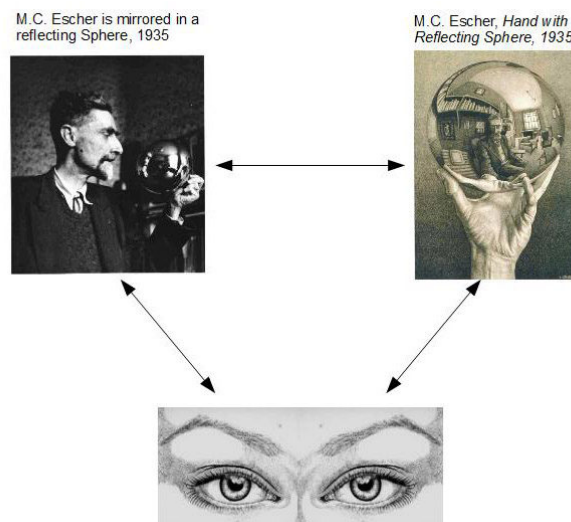 M.C. Escher is mirrored in a
reflecting Sphere, 1935
M.C. Escher, Hand with
Reflecting Sphere, 1935